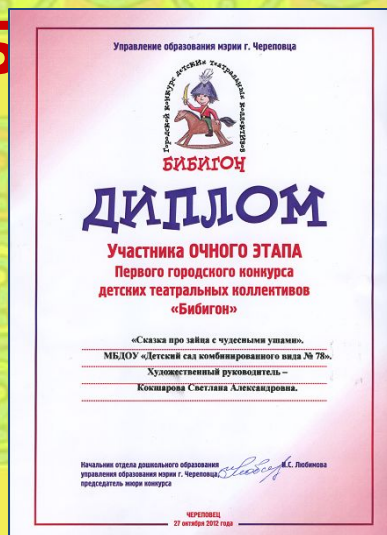 Управление образования мэрии г. Череповца
Городской конкурс детских театральных коллективов
БИБИГОН
ДИПЛОМ
Участника ОЧНОГО ЭТАПА
Первого городского конкурса
детских театральных коллективов
«Бибигон»
«Сказка про зайца с чудесными ушами».
МБДОУ «Детский сад комбинированного вида № 78».
Художественный руководитель –
Кокшарова Светлана Александровна.
Начальник отдела дошкольного образования
управления образования мэрии г. Череповца,
председатель жюри конкурса
Н.С. Любимова
ЧЕРЕПОВЕЦ
27 октября 2012 года